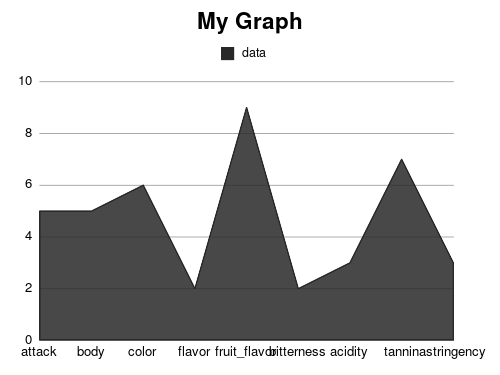 My Graph
data
10
8
6
4
2
0
attack body color flavor fruit_flavor bitterness acidity tannin astringency